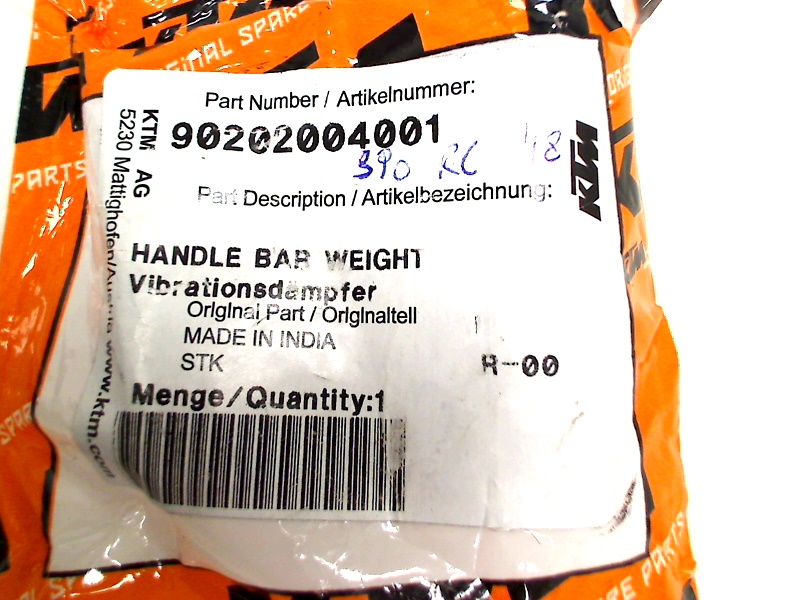 ORIGINAL SPARE
PARTS
Part Number / Artikelnummer:
90202004001
390 RC 48
KTM
Part Description / Artikelbezeichnung:
HANDLE BAR WEIGHT
Vibrationsdämpfer
Original Part / Originalteil
MADE IN INDIA
STK
R-00
Menge/Quantity:1
KTM AG
5230 Mattighofen/Austria www.ktm.com